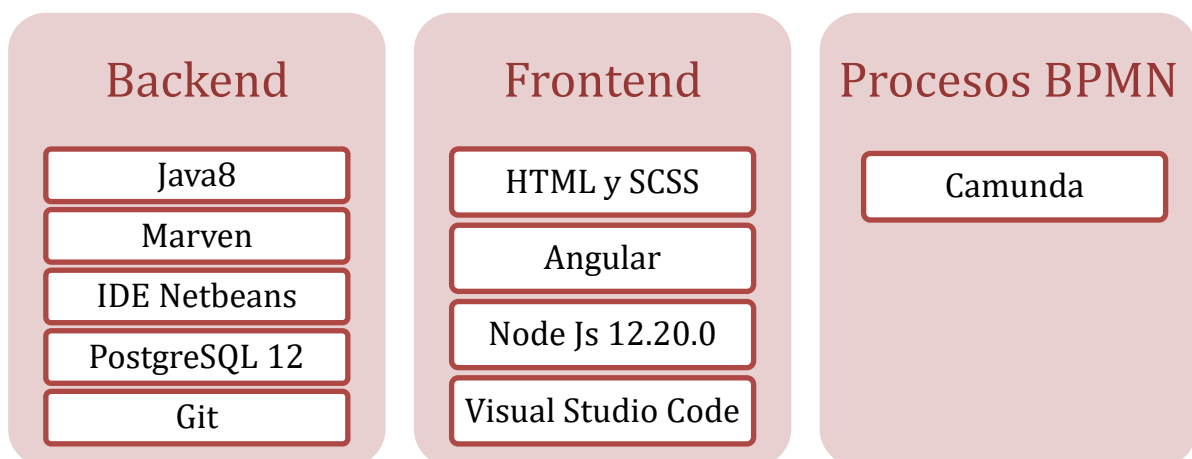 Backend
Java8
Marven
IDE Netbeans
PostgreSQL 12
Git
Frontend
HTML y SCSS
Angular
Node Js 12.20.0
Visual Studio Code
Procesos BPMN
Camunda